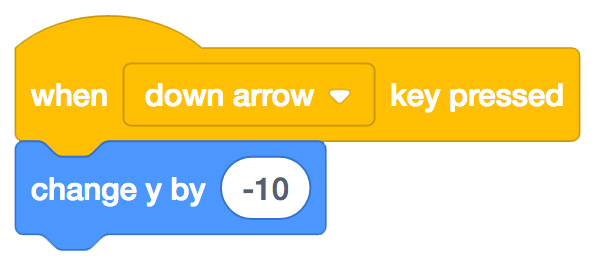 when down arrow key pressed
change y by -10